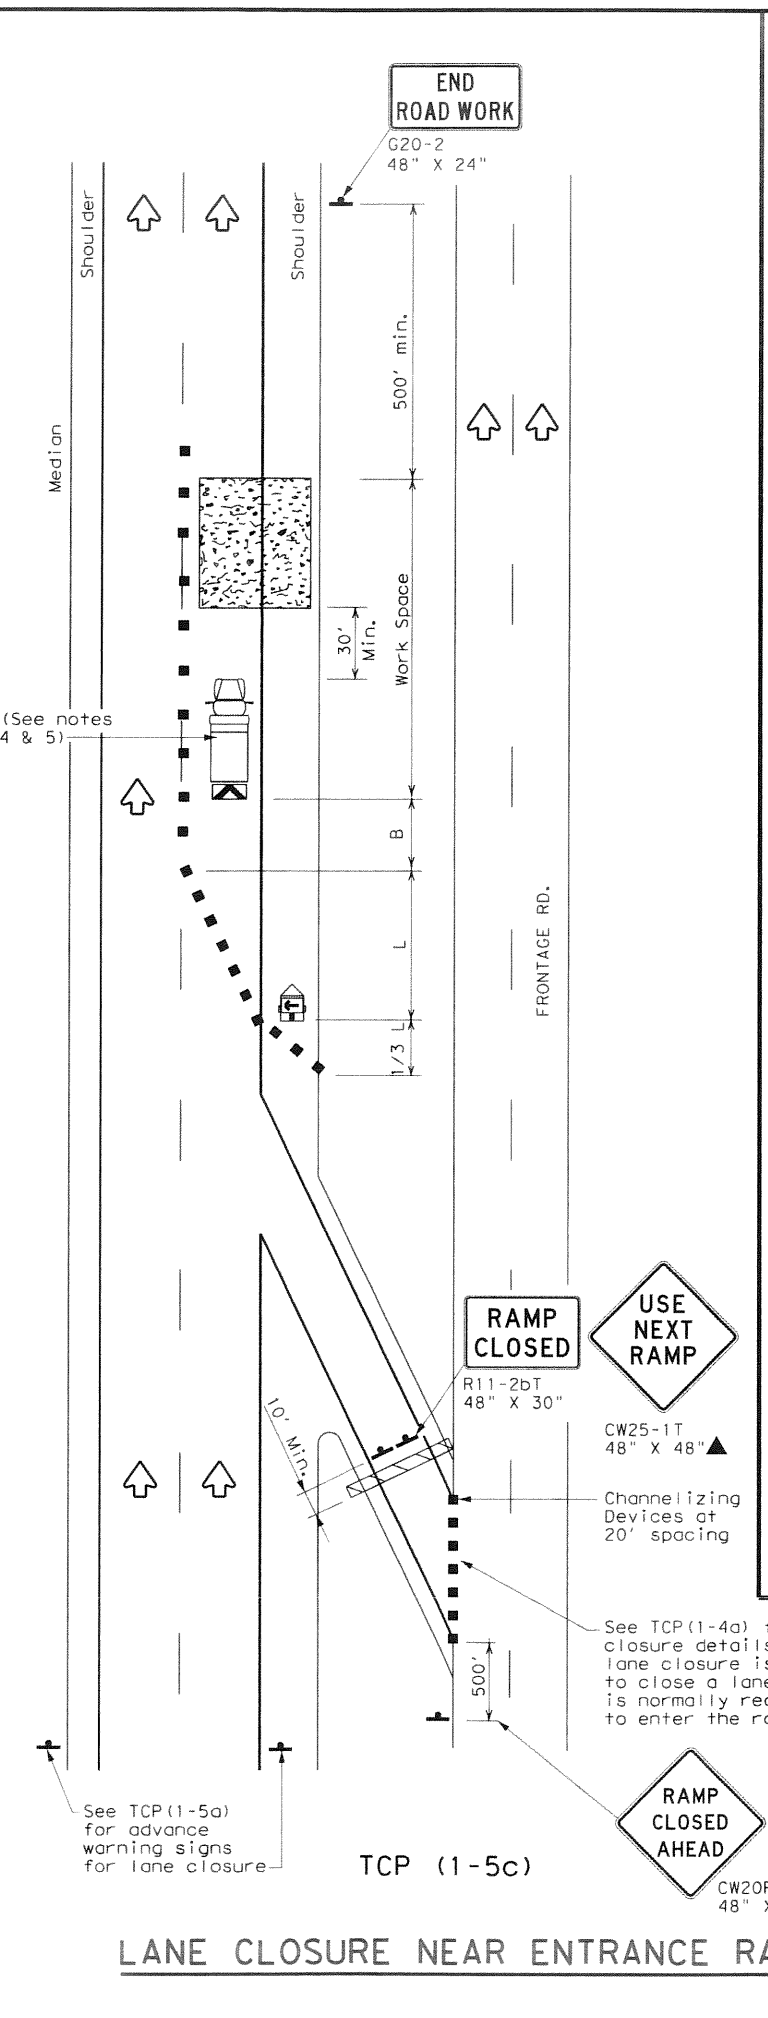 END
ROAD WORK
G20-2
48" X 24"
Shoulder
Shoulder
500' min.
Median
30'
Min.
Work Space
(See notes
4 & 5)
B
L
FRONTAGE RD.
1/3 L
RAMP
CLOSED
R11-2bT
48" X 30"
USE
NEXT
RAMP
CW25-1T
48" X 48"
10' Min.
Channelizing
Devices at
20' spacing
See TCP(1-4a)
closure details
lane closure is
to close a lane
is normally
to enter the
500'
RAMP
CLOSED
AHEAD
48" X
See TCP(1-5a)
for advance
warning signs
for lane closure
TCP (1-5c)
LANE CLOSURE NEAR ENTRANCE